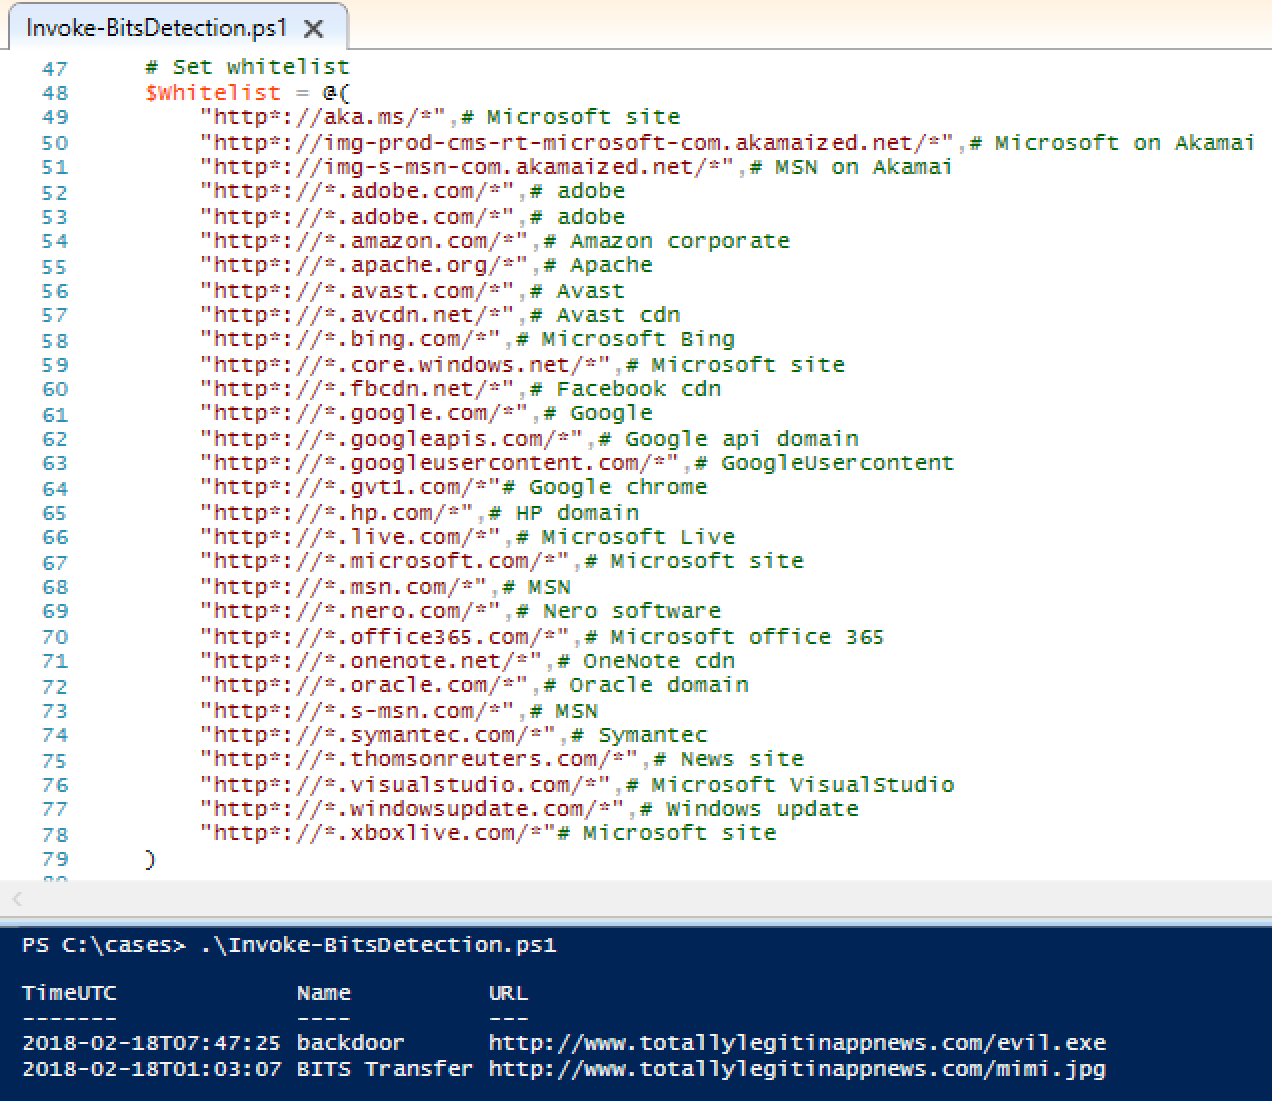 Invoke-BitsDetection.ps1 X
47 # Set whitelist
48 $Whitelist = @(
49 "http*://aka.ms/*",# Microsoft site
50 "http*://img-prod-cms-rt-microsoft-com.akamaized.net/*",# Microsoft on Akamai
51 "http*://img-s-msn-com.akamaized.net/*",# MSN on Akamai
52 "http*://*.adobe.com/*",# adobe
53 "http*://*.adobe.com/*",# adobe
54 "http*://*.amazon.com/*",# Amazon corporate
55 "http*://*.apache.org/*",# Apache
56 "http*://*.avast.com/*",# Avast
57 "http*://*.avcdn.net/*",# Avast cdn
58 "http*://*.bing.com/*",# Microsoft Bing
59 "http*://*.core.windows.net/*",# Microsoft site
60 "http*://*.fbcdn.net/*",# Facebook cdn
61 "http*://*.google.com/*",# Google
62 "http*://*.googleapis.com/*",# Google api domain
63 "http*://*.googleusercontent.com/*",# GoogleUsercontent
64 "http*://*.gvt1.com/*"# Google chrome
65 "http*://*.hp.com/*",# HP domain
66 "http*://*.live.com/*",# Microsoft Live
67 "http*://*.microsoft.com/*",# Microsoft site
68 "http*://*.msn.com/*",# MSN
69 "http*://*.nero.com/*",# Nero software
70 "http*://*.office365.com/*",# Microsoft office 365
71 "http*://*.onenote.net/*",# OneNote cdn
72 "http*://*.oracle.com/*",# Oracle domain
73 "http*://*.s-msn.com/*",# MSN
74 "http*://*.symantec.com/*",# Symantec
75 "http*://*.thomsonreuters.com/*",# News site
76 "http*://*.visualstudio.com/*",# Microsoft VisualStudio
77 "http*://*.windowsupdate.com/*",# Windows update
78 "http*://*.xboxlive.com/*"# Microsoft site
79 )
PS C:\cases> .\Invoke-BitsDetection.ps1
TimeUTC Name URL
------- ---- ---
2018-02-18T07:47:25 backdoor http://www.totallylegitinappnews.com/evil.exe
2018-02-18T01:03:07 BITS Transfer http://www.totallylegitinappnews.com/mimi.jpg